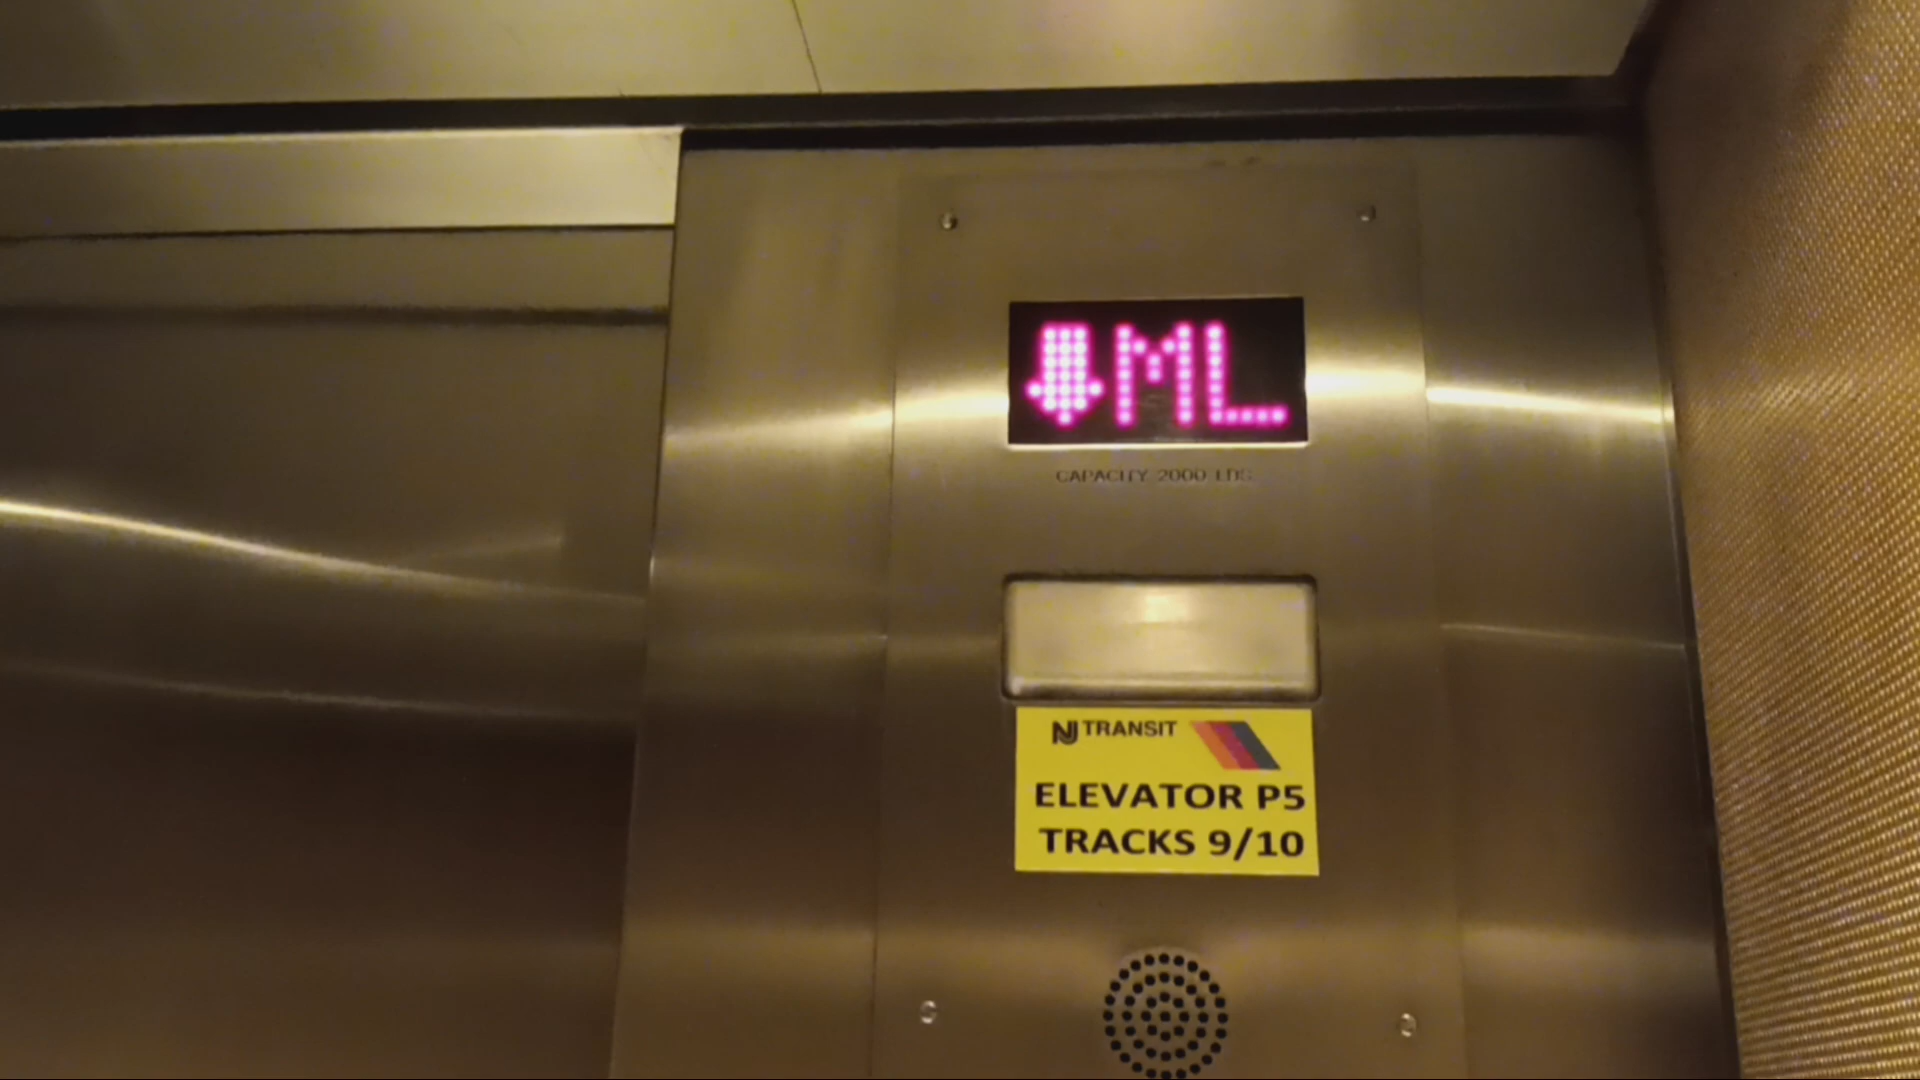 ML
CAPACITY 2000 LBS
NJ TRANSIT
ELEVATOR P5
TRACKS 9/10